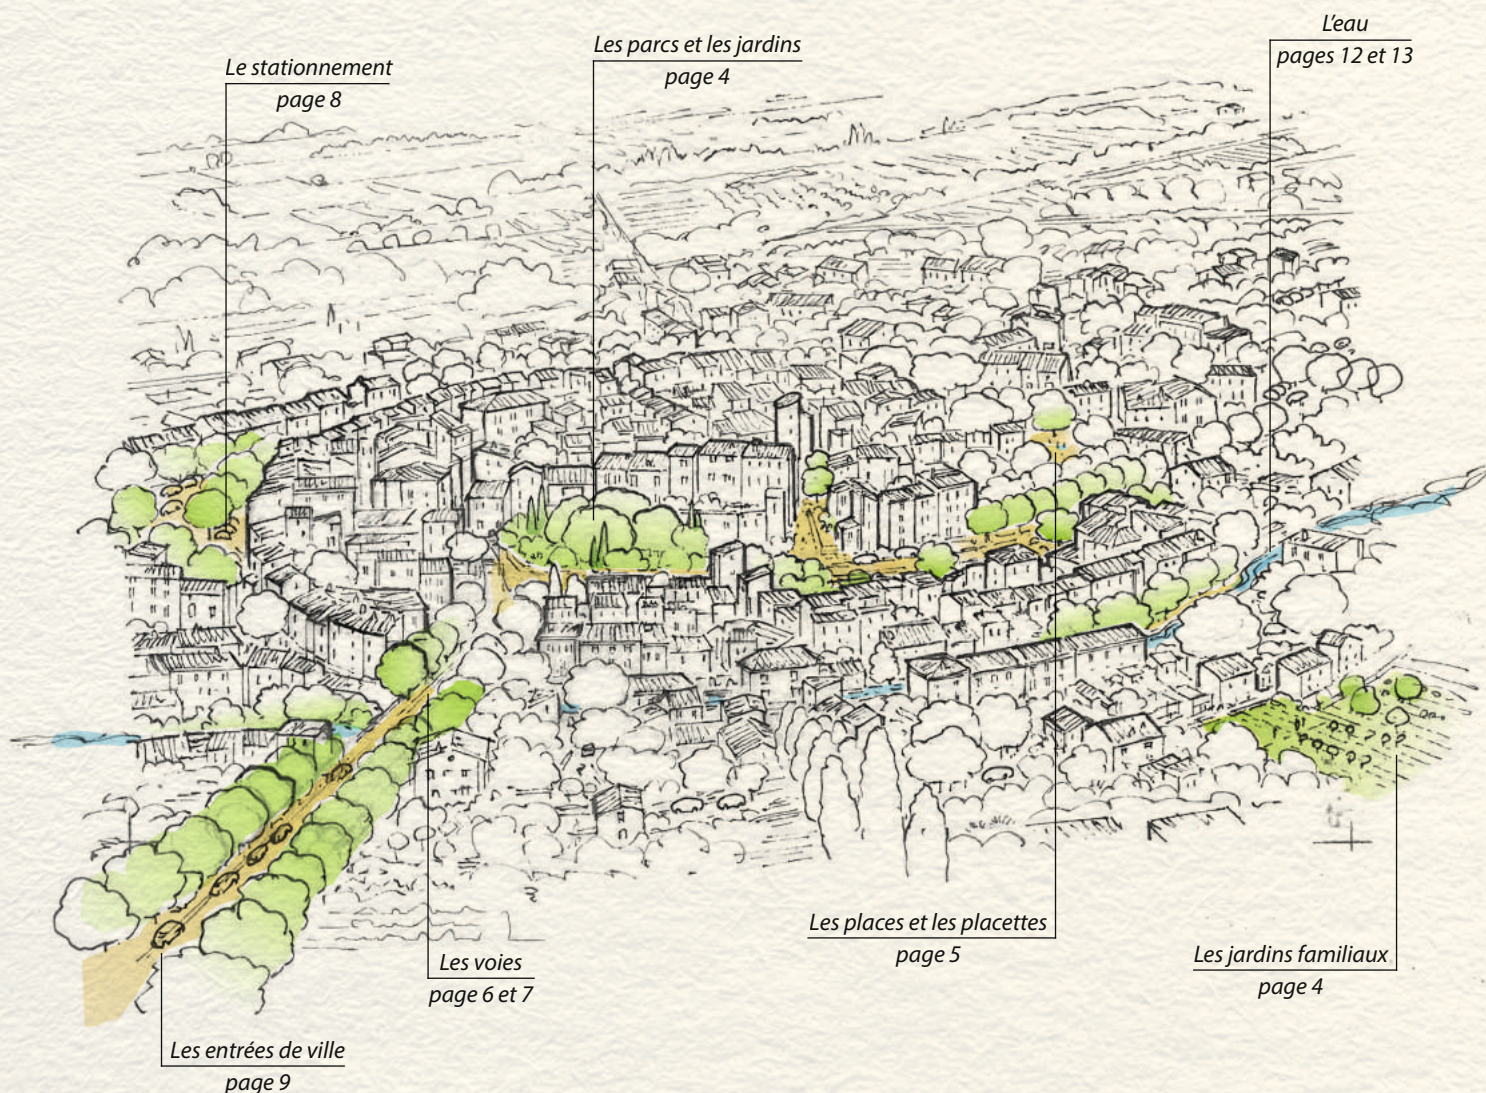 L'eau
pages 12 et 13
Les parcs et les jardins
page 4
Le stationnement
page 8
Les places et les placettes
page 5
Les jardins familiaux
page 4
Les voies
page 6 et 7
Les entrées de ville
page 9